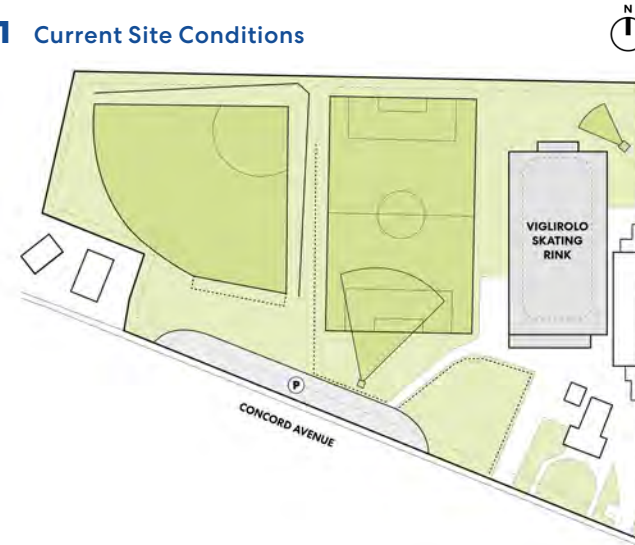 N
1 Current Site Conditions
VIGLIROLO
SKATING
RINK
P
CONCORD AVENUE